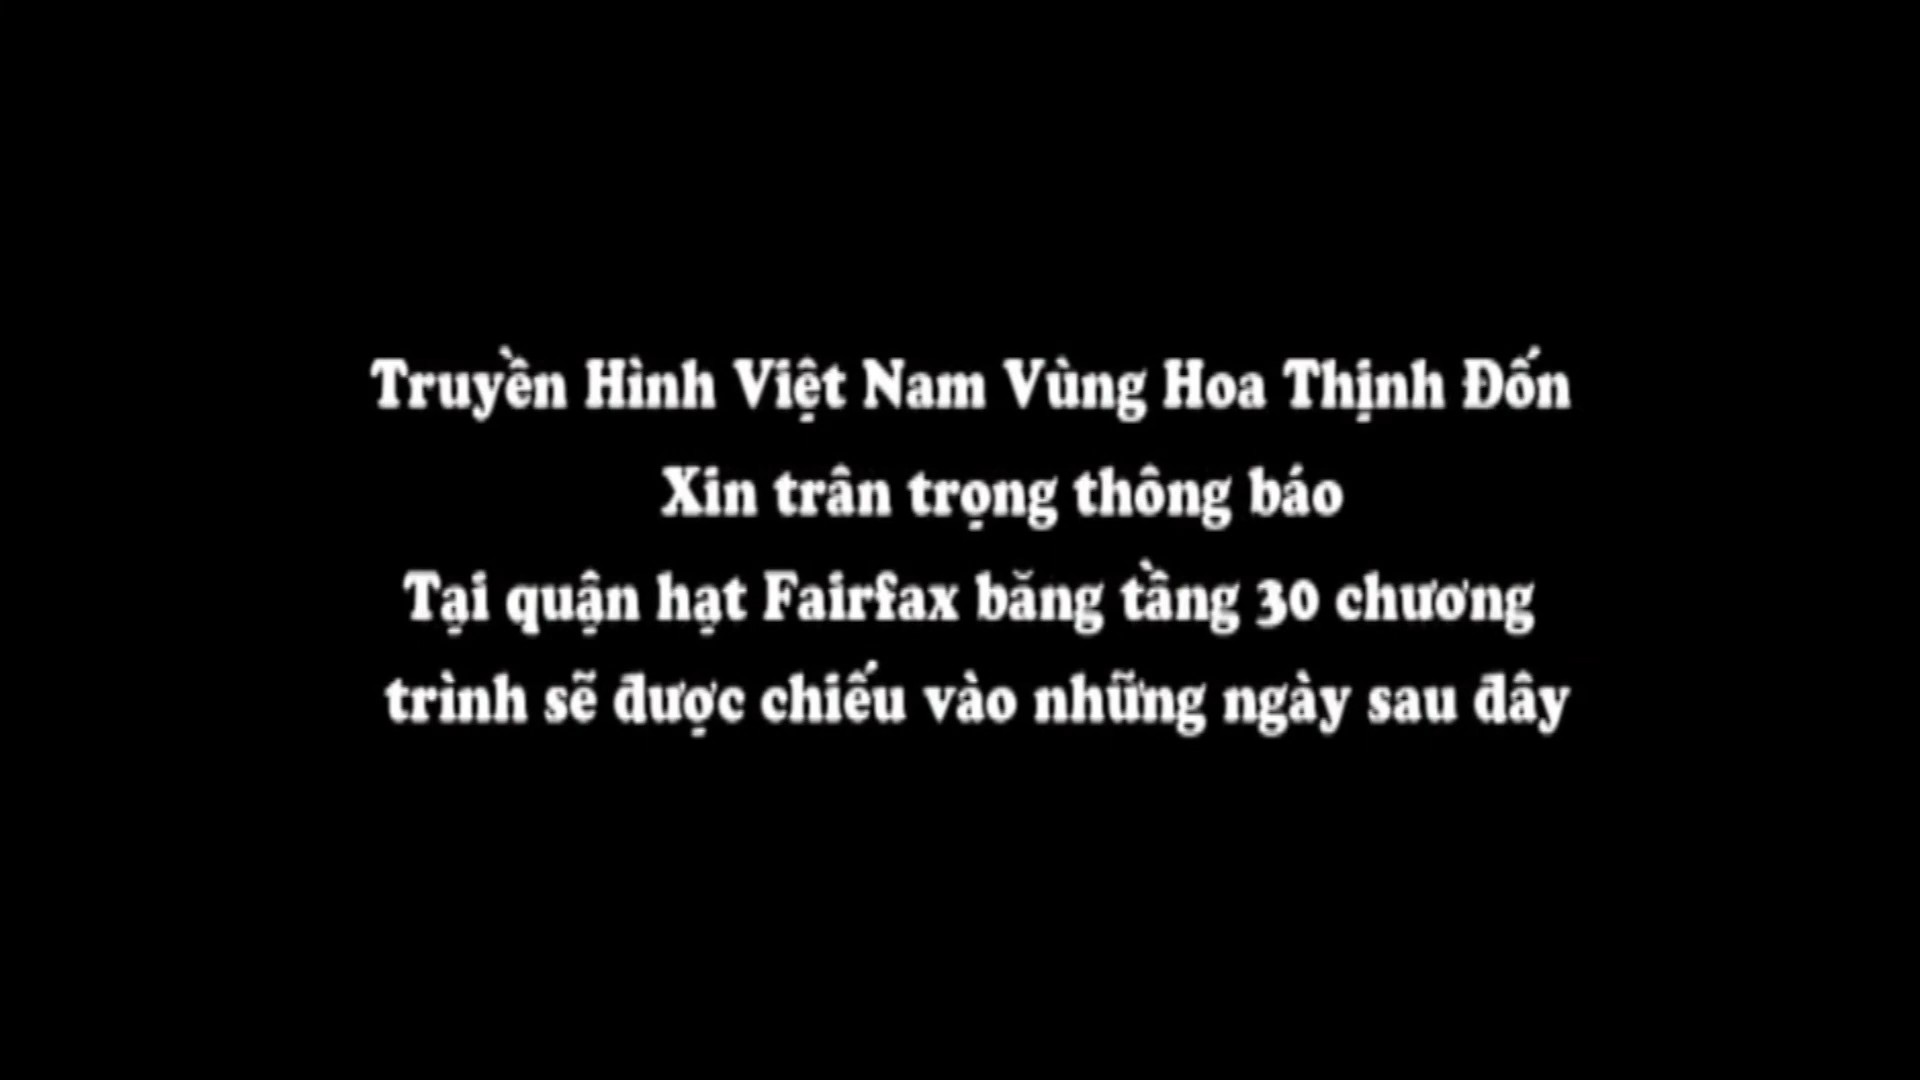 Truyền Hình Việt Nam Vùng Hoa Thịnh Đốn
Xin trân trọng thông báo
Tại quận hạt Fairfax băng tầng 30 chương
trình sẽ được chiếu vào những ngày sau đây